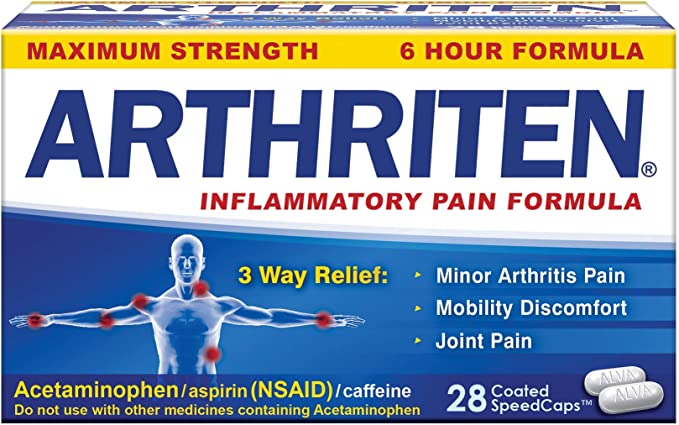 MAXIMUM STRENGTH 6 HOUR FORMULA
ARTHRITEN®
INFLAMMATORY PAIN FORMULA
3 Way Relief:
Minor Arthritis Pain
Mobility Discomfort
Joint Pain
Acetaminophen/aspirin (NSAID)/caffeine
Do not use with other medicines containing Acetaminophen
28 Coated
SpeedCaps™
ALVA
ALVA